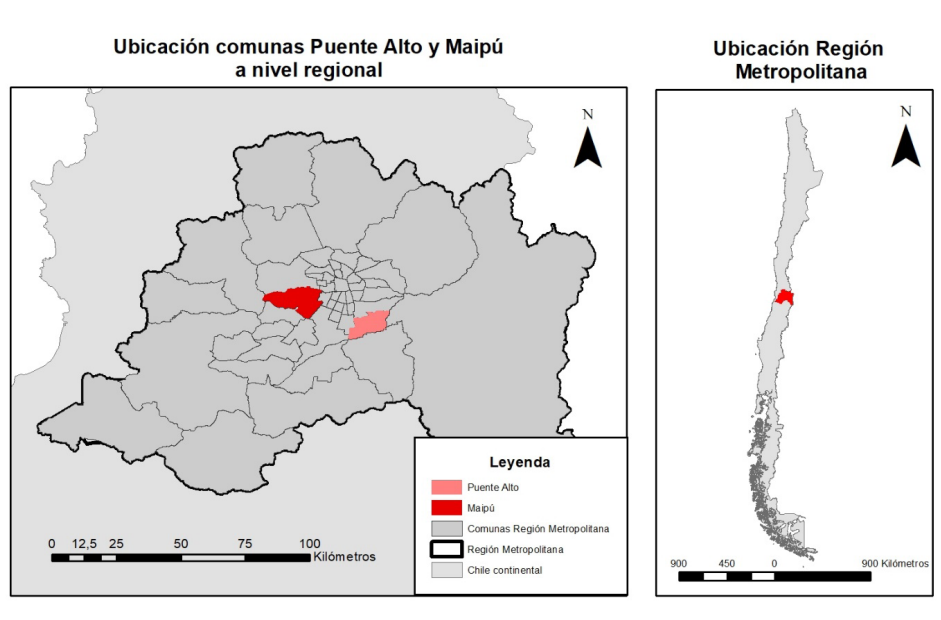 Ubicación comunas Puente Alto y Maipú
a nivel regional
N
Leyenda
Puente Alto
Maipú
Comunas Región Metropolitana
Región Metropolitana
Chile continental
0 12,5 25 50 75 100
Kilómetros
Ubicación Región
Metropolitana
N
900 450 0 900 Kilómetros